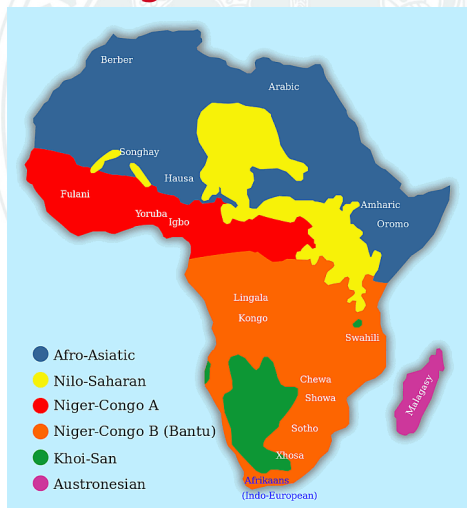 Berber
Arabic
Songhay
Hausa
Fulani
Yoruba
Igbo
Amharic
Oromo
Lingala
Kongo
Swahili
Chewa
Showa
Malagasy
Sotho
Xhosa
Afrikaans
(Indo-European)
Afro-Asiatic
Nilo-Saharan
Niger-Congo A
Niger-Congo B (Bantu)
Khoi-San
Austronesian